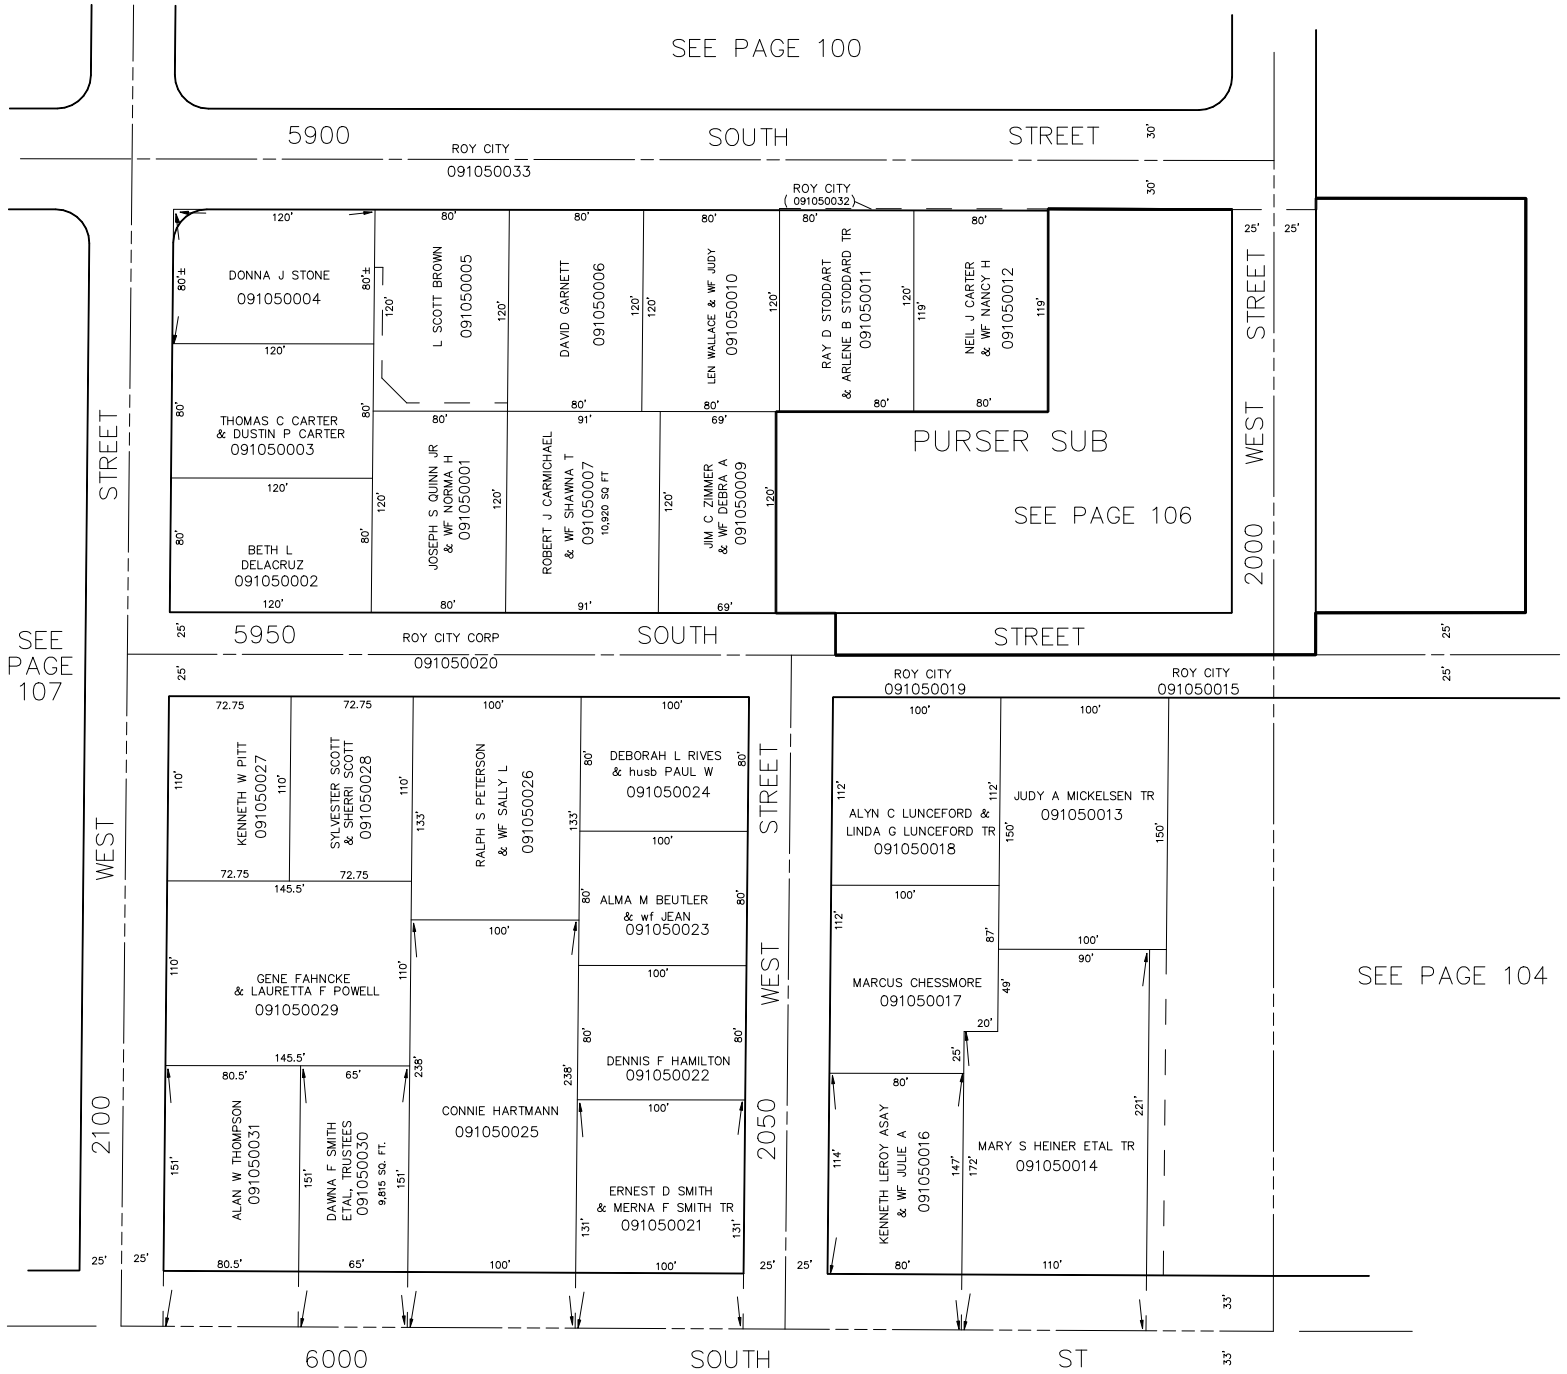 SEE PAGE 100
5900 SOUTH STREET
30'
ROY CITY
091050033
30'
ROY CITY
( 091050032)
120'
80'
80'
80'
80'
80'
25' 25'
80'±
DONNA J STONE
091050004
80'±
120'
L SCOTT BROWN
091050005
120'
DAVID GARNETT
091050006
120'
120'
LEN WALLACE & WF JUDY
091050010
120'
RAY D STODDART
& ARLENE B STODDARD TR
091050011
120'
119'
NEIL J CARTER
& WF NANCY H
091050012
119'
120'
80'
80'
80'
80'
80'
THOMAS C CARTER
& DUSTIN P CARTER
091050003
80'
120'
80'
BETH L
DELACRUZ
091050002
80'
120'
80'
91'
69'
120'
JOSEPH S QUINN JR
& WF NORMA H
091050001
120'
ROBERT J CARMICHAEL
& WF SHAWNA T
091050007
10,920 SQ FT
120'
JIM C ZIMMER
& WF DEBRA A
091050009
120'
80'
91'
69'
PURSER SUB
SEE PAGE 106
2000 WEST STREET
2100 WEST STREET
SEE
PAGE
107
25'
5950 SOUTH STREET
25'
ROY CITY CORP
091050020
25'
25'
ROY CITY
091050019
ROY CITY
091050015
72.75
72.75
100'
100'
100'
100'
110'
KENNETH W PITT
091050027
110'
SYLVESTER SCOTT
& SHERRI SCOTT
091050028
110'
133'
RALPH S PETERSON
& WF SALLY L
091050026
133'
80'
DEBORAH L RIVES
& husb PAUL W
091050024
80'
100'
72.75
72.75
145.5'
110'
GENE FAHNCKE
& LAURETTA F POWELL
091050029
110'
145.5'
100'
80'
ALMA M BEUTLER
& wf JEAN
091050023
80'
100'
80'
DENNIS F HAMILTON
091050022
80'
100'
238'
CONNIE HARTMANN
091050025
238'
80.5'
65'
151'
ALAN W THOMPSON
091050031
151'
DAWNA F SMITH
ETAL, TRUSTEES
091050030
9,815 SQ. FT.
151'
131'
ERNEST D SMITH
& MERNA F SMITH TR
091050021
131'
25' 25'
80.5'
65'
100'
100'
25' 25'
2050 WEST STREET
112'
ALYN C LUNCEFORD &
LINDA G LUNCEFORD TR
091050018
112'
150'
JUDY A MICKELSEN TR
091050013
150'
100'
112'
MARCUS CHESSMORE
091050017
87'
100'
90'
49'
20'
25'
SEE PAGE 104
80'
114'
KENNETH LEROY ASAY
& WF JULIE A
091050016
147'
172'
MARY S HEINER ETAL TR
091050014
221'
80'
110'
33'
6000 SOUTH ST
33'